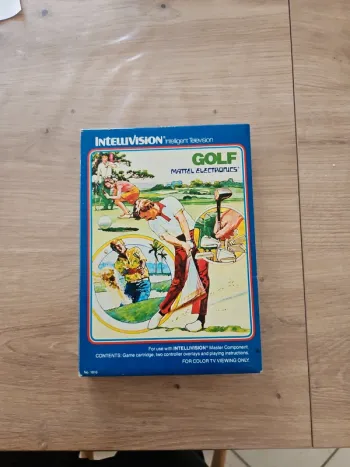 INTELLIVISION® Intelligent Television
GOLF
MATTEL ELECTRONICS®
For use with INTELLIVISION™ Master Component.
CONTENTS: Game cartridge, two controller overlays and playing instructions.
FOR COLOR TV VIEWING ONLY